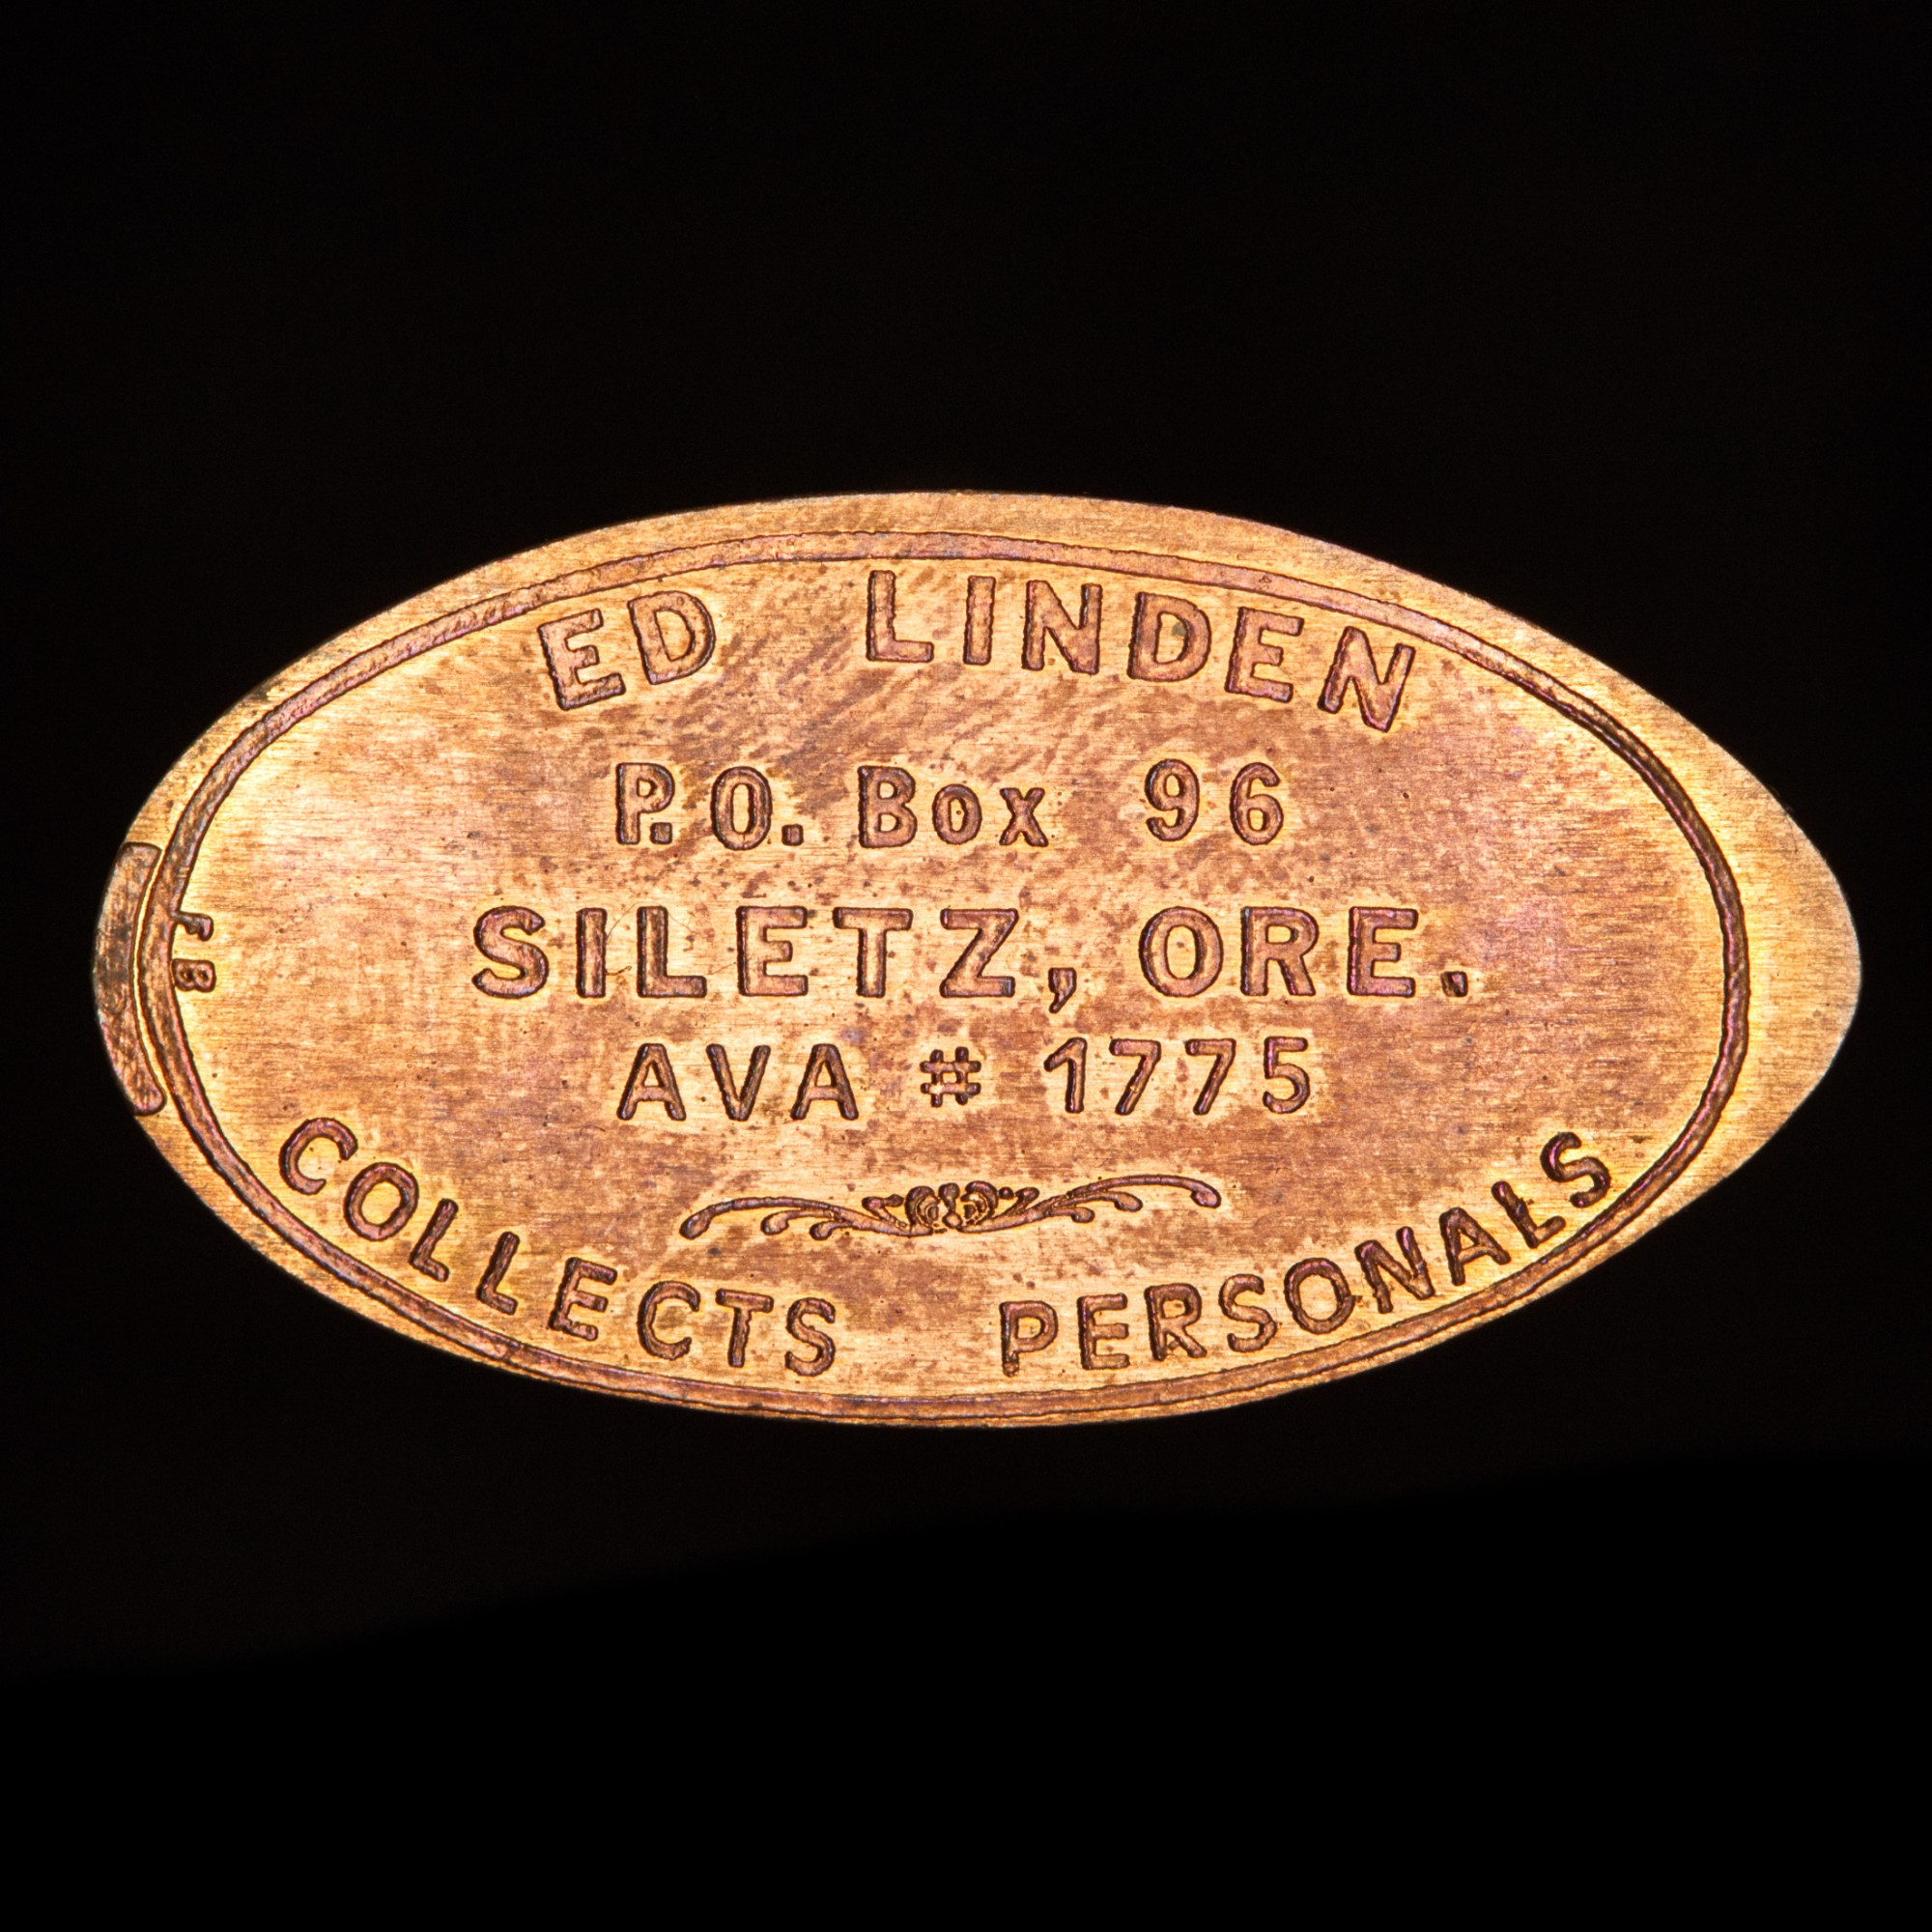 ED LINDEN
P.O. Box 96
SILETZ, ORE.
AVA # 1775
COLLECTS PERSONALS